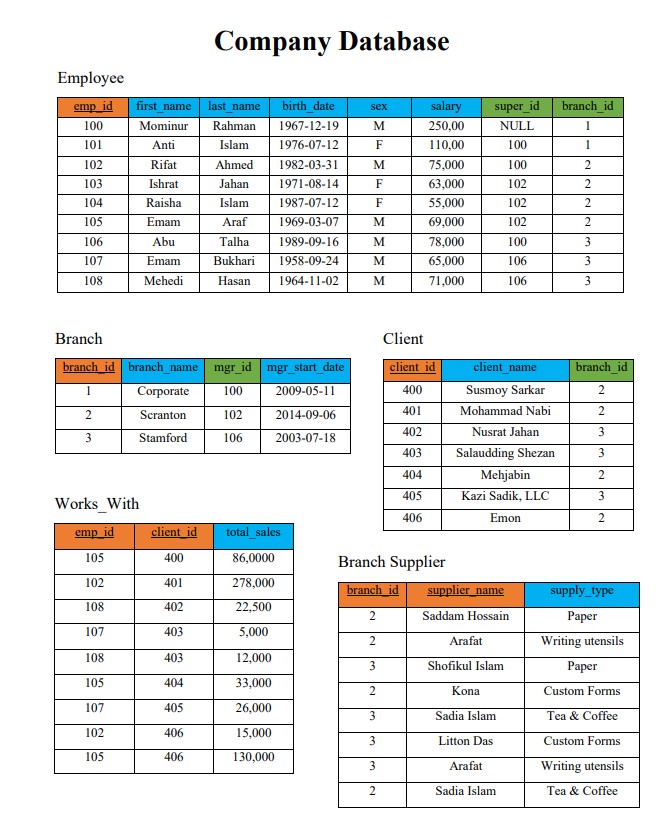 Company Database
Employee
emp_id first_name last_name birth_date sex salary super_id branch_id
100 Mominur Rahman 1967-12-19 M 250,00 NULL 1
101 Anti Islam 1976-07-12 F 110,00 100 1
102 Rifat Ahmed 1982-03-31 M 75,000 100 2
103 Ishrat Jahan 1971-08-14 F 63,000 102 2
104 Raisha Islam 1987-07-12 F 55,000 102 2
105 Emam Araf 1969-03-07 M 69,000 102 2
106 Abu Talha 1989-09-16 M 78,000 100 3
107 Emam Bukhari 1958-09-24 M 65,000 106 3
108 Mehedi Hasan 1964-11-02 M 71,000 106 3
Branch
branch_id branch_name mgr_id mgr_start_date
1 Corporate 100 2009-05-11
2 Scranton 102 2014-09-06
3 Stamford 106 2003-07-18
Client
client_id client_name branch_id
400 Susmoy Sarkar 2
401 Mohammad Nabi 2
402 Nusrat Jahan 3
403 Salaudding Shezan 3
404 Mehjabin 2
405 Kazi Sadik, LLC 3
406 Emon 2
Works_With
emp_id client_id total_sales
105 400 86,0000
102 401 278,000
108 402 22,500
107 403 5,000
108 403 12,000
105 404 33,000
107 405 26,000
102 406 15,000
105 406 130,000
Branch Supplier
branch_id supplier_name supply_type
2 Saddam Hossain Paper
2 Arafat Writing utensils
3 Shofikul Islam Paper
2 Kona Custom Forms
3 Sadia Islam Tea & Coffee
3 Litton Das Custom Forms
3 Arafat Writing utensils
2 Sadia Islam Tea & Coffee